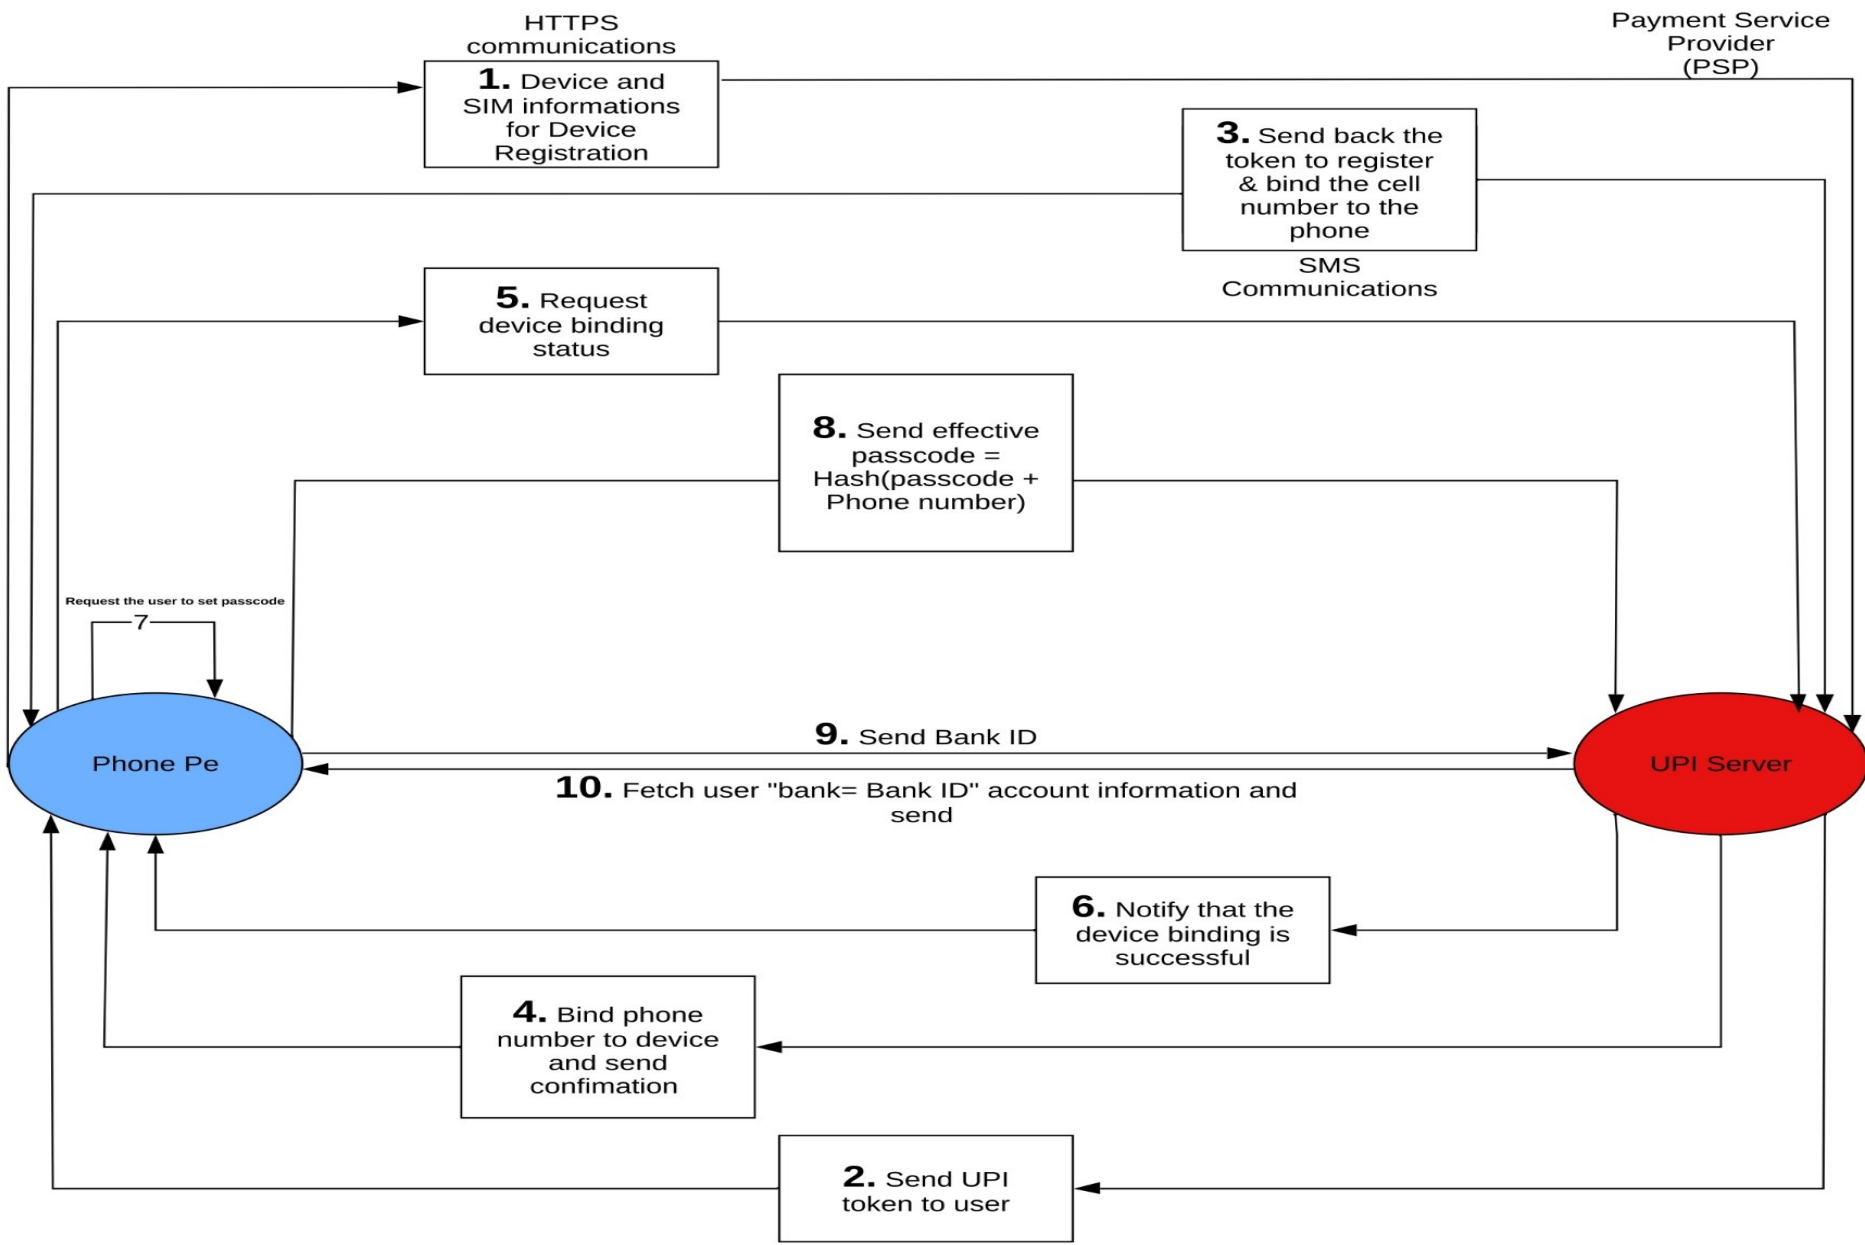 HTTPS
communications
Payment Service
Provider
(PSP)
1. Device and
SIM informations
for Device
Registration
3. Send back the
token to register
& bind the cell
number to the
phone
SMS
Communications
5. Request
device binding
status
8. Send effective
passcode =
Hash(passcode +
Phone number)
Request the user to set passcode
7
9. Send Bank ID
Phone Pe
UPI Server
10. Fetch user "bank= Bank ID" account information and
send
6. Notify that the
device binding is
successful
4. Bind phone
number to device
and send
confimation
2. Send UPI
token to user